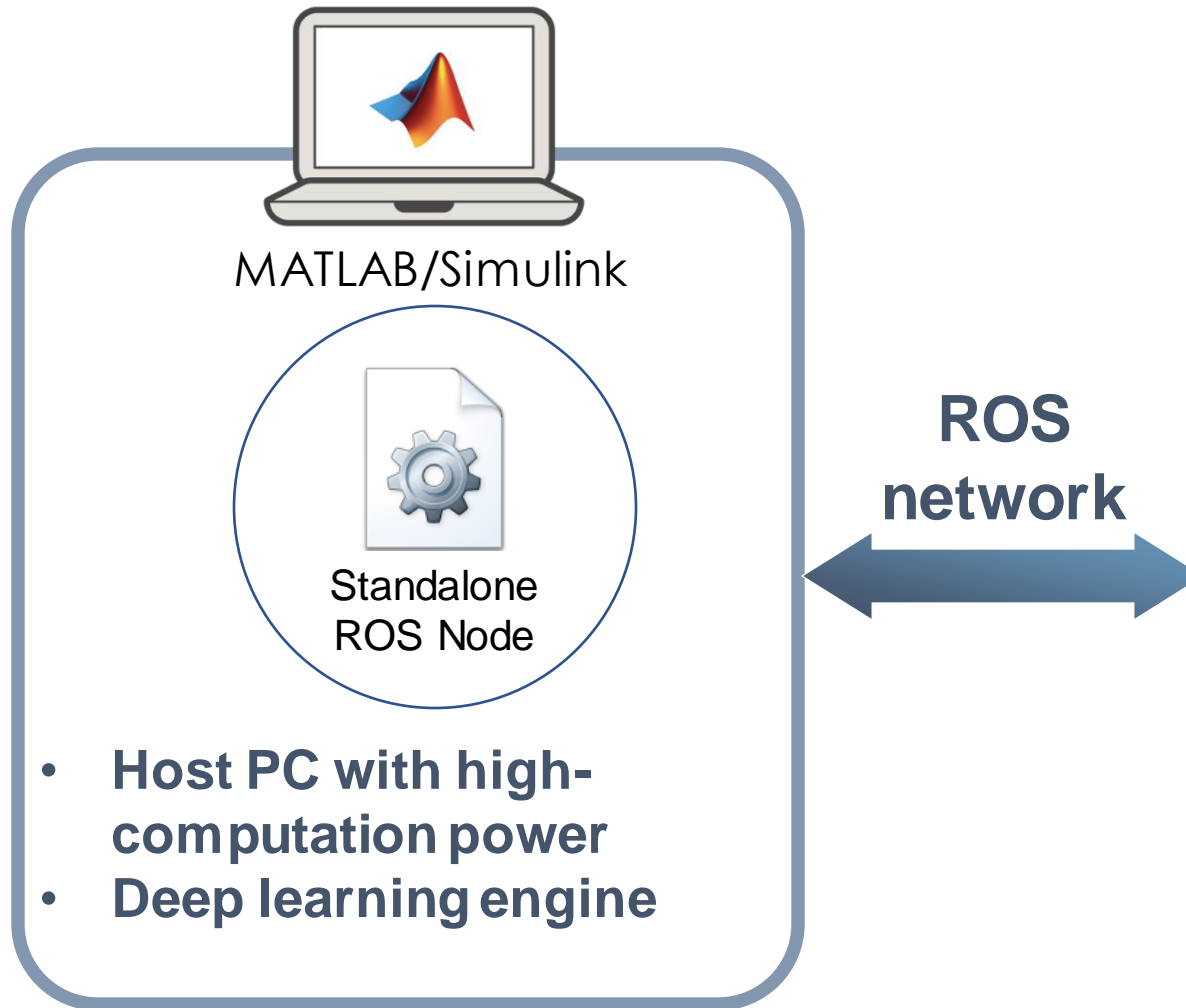 MATLAB/Simulink
Standalone
ROS Node
ROS
network
• Host PC with high-
computation power
• Deep learning engine